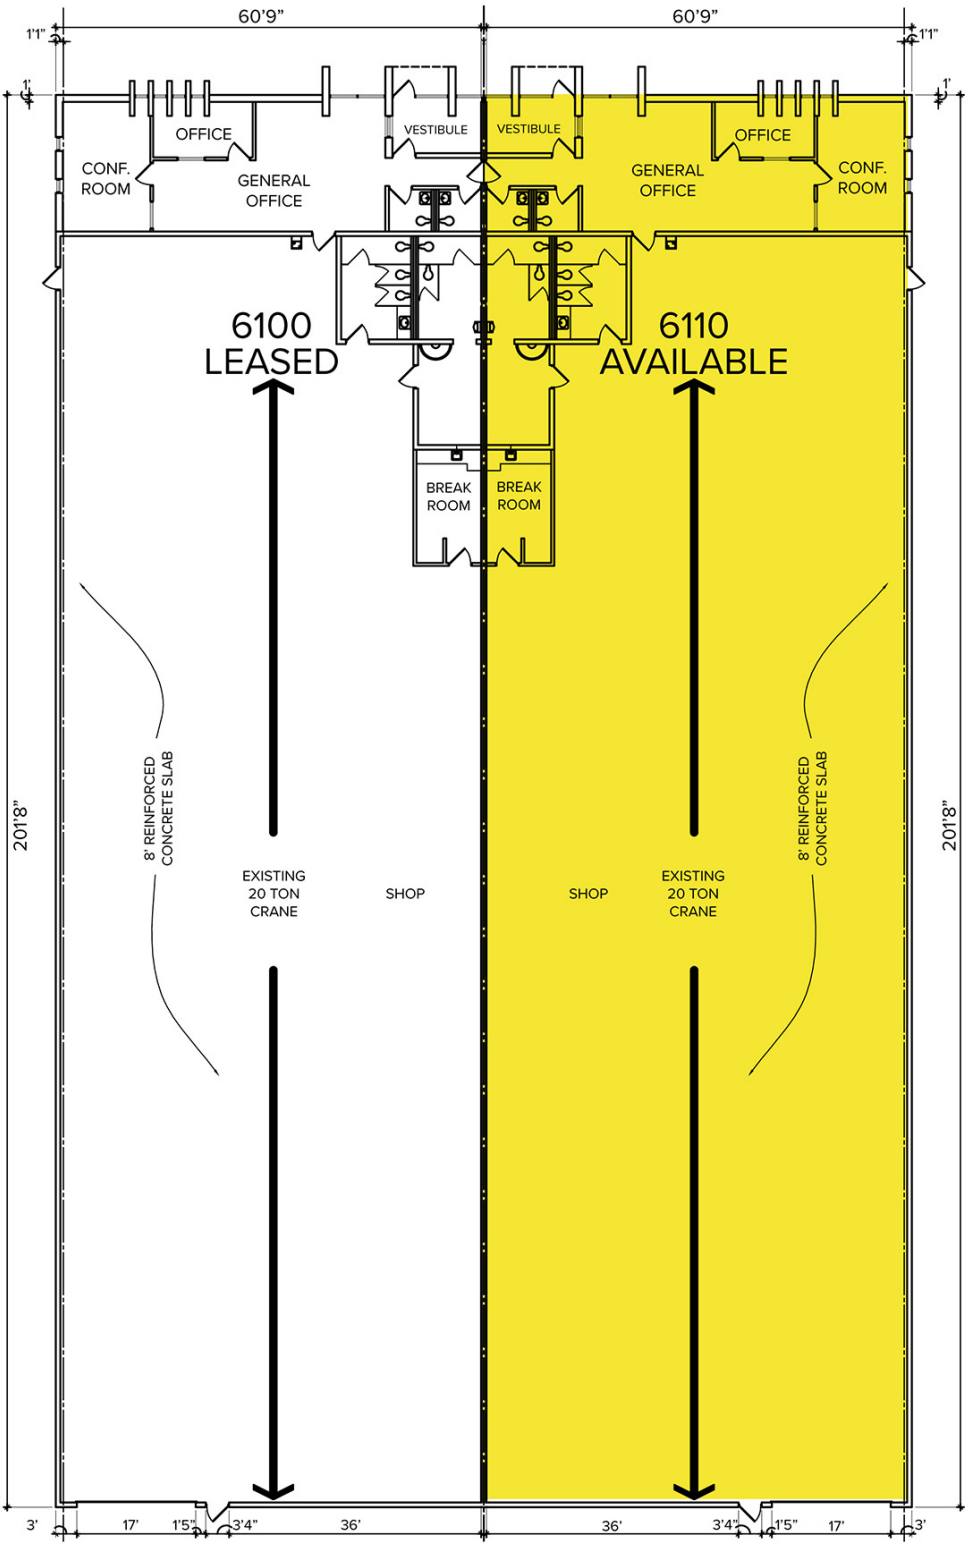 60'9"
60'9"
1'1"
1'1"
1'
1'
OFFICE
VESTIBULE
VESTIBULE
OFFICE
CONF.
ROOM
GENERAL
OFFICE
GENERAL
OFFICE
CONF.
ROOM
6100
LEASED
6110
AVAILABLE
BREAK
ROOM
BREAK
ROOM
201'8"
8' REINFORCED
CONCRETE SLAB
8' REINFORCED
CONCRETE SLAB
201'8"
EXISTING
20 TON
CRANE
SHOP
SHOP
EXISTING
20 TON
CRANE
3'
17'
1'5"
3'4"
36'
36'
3'4"
1'5"
17'
3'